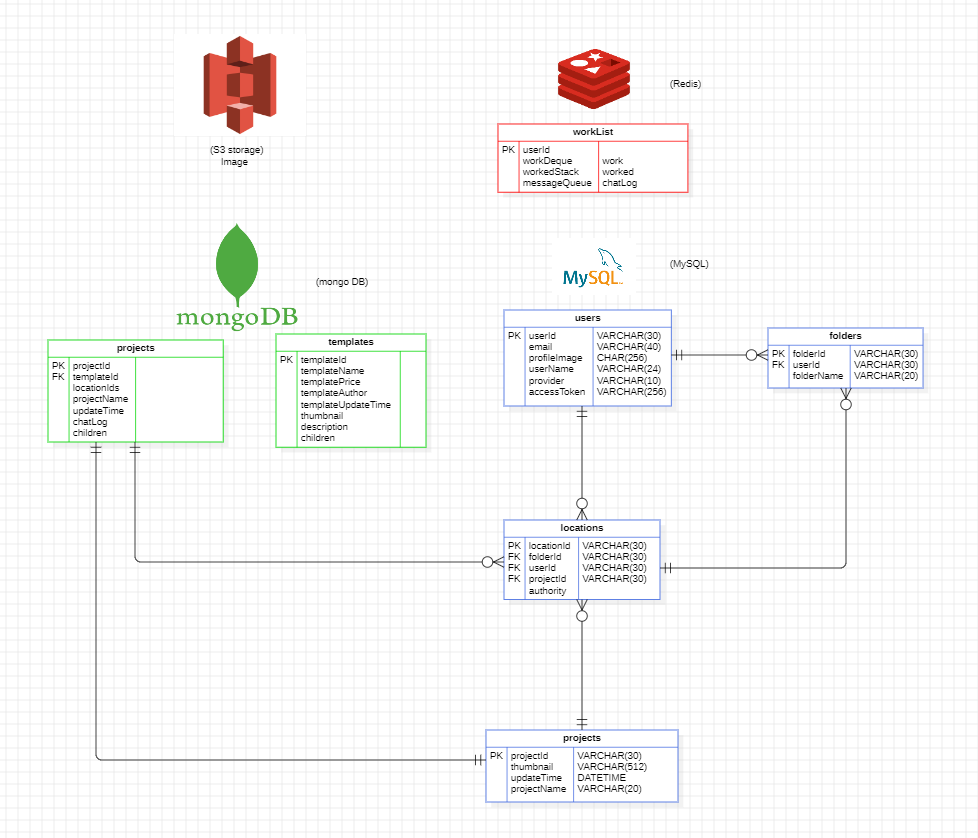 (S3 storage)
Image
(Redis)
workList
PK userId
workDeque work
workedStack worked
messageQueue chatLog
mongoDB
(mongo DB)
MySQL
(MySQL)
projects
PK projectId
FK templateId
locationIds
projectName
updateTime
chatLog
children
templates
PK templateId
templateName
templatePrice
templateAuthor
templateUpdateTime
thumbnail
description
children
users
PK userId VARCHAR(30)
email VARCHAR(40)
profileImage CHAR(256)
userName VARCHAR(24)
provider VARCHAR(10)
accessToken VARCHAR(256)
folders
PK folderId VARCHAR(30)
FK userId VARCHAR(30)
folderName VARCHAR(20)
locations
PK locationId VARCHAR(30)
FK folderId VARCHAR(30)
FK userId VARCHAR(30)
FK projectId VARCHAR(30)
authority
projects
PK projectId VARCHAR(30)
thumbnail VARCHAR(512)
updateTime DATETIME
projectName VARCHAR(20)